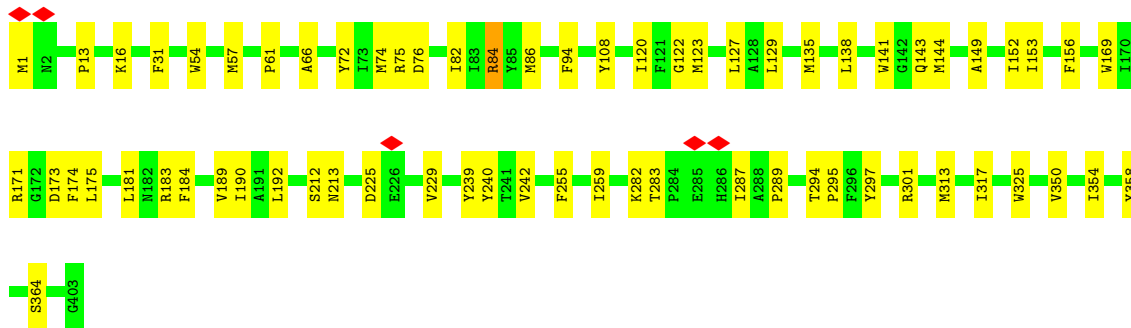 M1 N2 P13 K16 F31 W54 M57 P61 A66 Y72 I73 M74 R75 D76 I82 I83 R84 Y85 M86 F94 Y108 I120 F121 G122 M123 L127 A128 L129 M135 L138 W141 G142 Q143 M144 A149 I152 I153 F156 W169 I170
R171 G172 D173 F174 L175 L181 N182 R183 F184 V189 I190 A191 L192 S212 N213 D225 E226 V229 Y239 Y240 T241 V242 F255 I259 K282 T283 P284 E285 H286 I287 A288 P289 T294 P295 F296 Y297 R301 M313 I317 W325 V350 I354 Y358
S364 G403